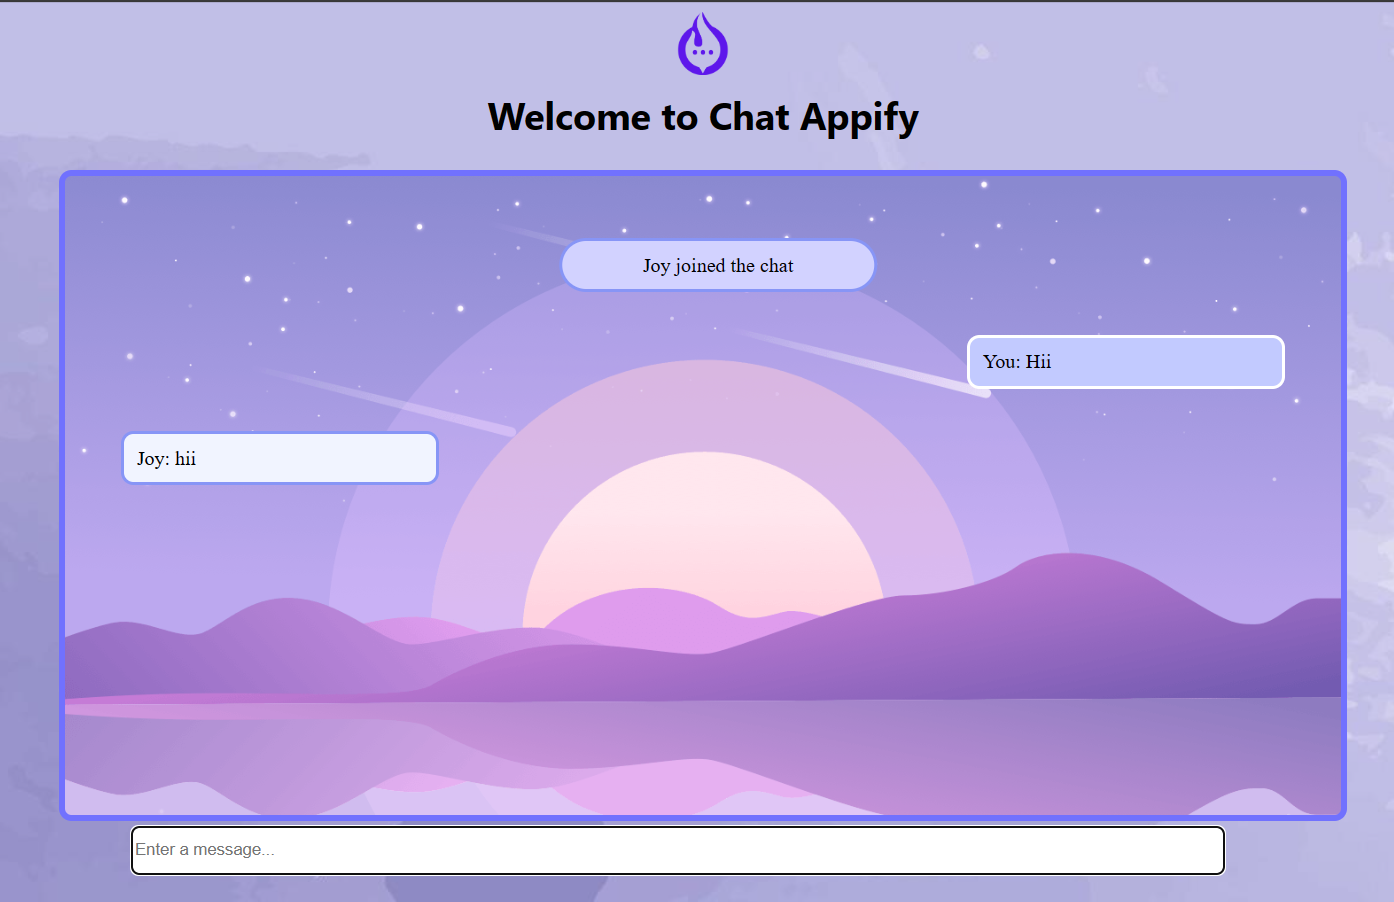 Welcome to Chat Appify
Joy joined the chat
You: Hii
Joy: hii
Enter a message...